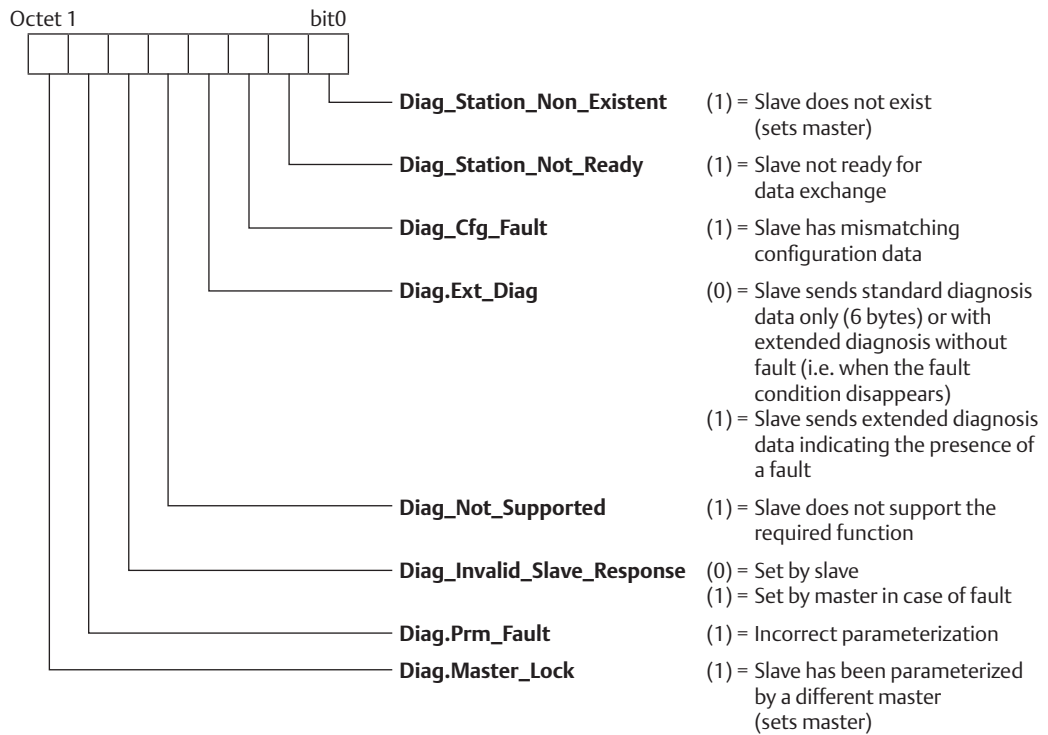 Octet 1 bit0
Diag_Station_Non_Existent (1) = Slave does not exist
(sets master)
Diag_Station_Not_Ready (1) = Slave not ready for
data exchange
Diag_Cfg_Fault (1) = Slave has mismatching
configuration data
Diag.Ext_Diag (0) = Slave sends standard diagnosis
data only (6 bytes) or with
extended diagnosis without
fault (i.e. when the fault
condition disappears)
(1) = Slave sends extended diagnosis
data indicating the presence of
a fault
Diag_Not_Supported (1) = Slave does not support the
required function
Diag_Invalid_Slave_Response (0) = Set by slave
(1) = Set by master in case of fault
Diag.Prm_Fault (1) = Incorrect parameterization
Diag.Master_Lock (1) = Slave has been parameterized
by a different master
(sets master)